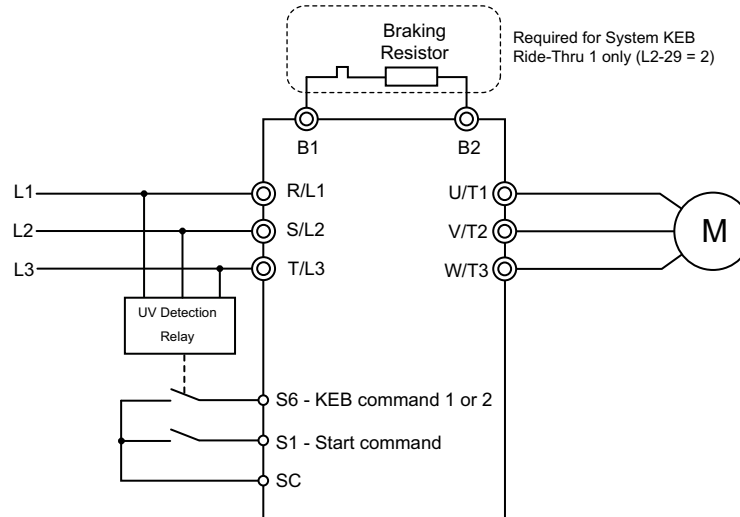 Braking
Resistor
Required for System KEB
Ride-Thru 1 only (L2-29 = 2)
B1
B2
L1
R/L1
U/T1
L2
S/L2
V/T2
M
L3
T/L3
W/T3
UV Detection
Relay
S6 - KEB command 1 or 2
S1 - Start command
SC